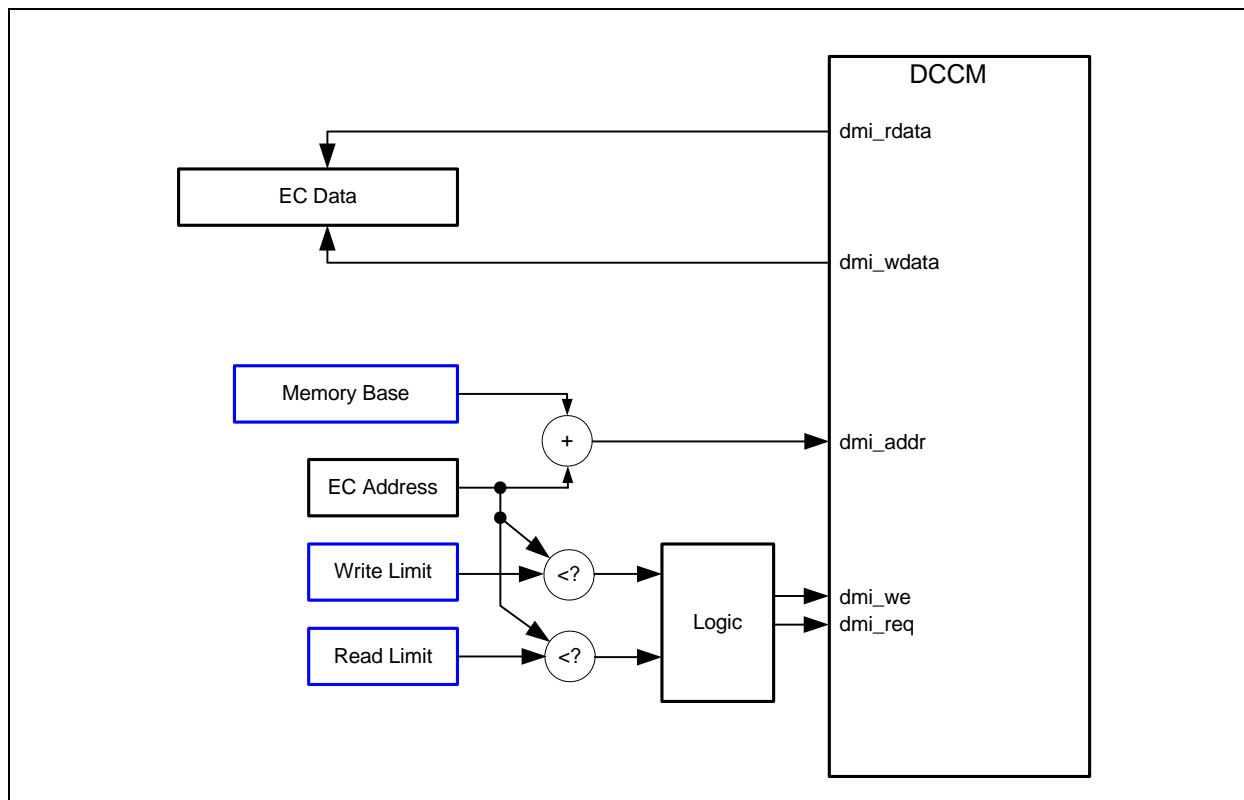 DCCM
dmi_rdata
EC Data
dmi_wdata
Memory Base
+
dmi_addr
EC Address
Write Limit
<?
dmi_we
Logic
dmi_req
Read Limit
<?